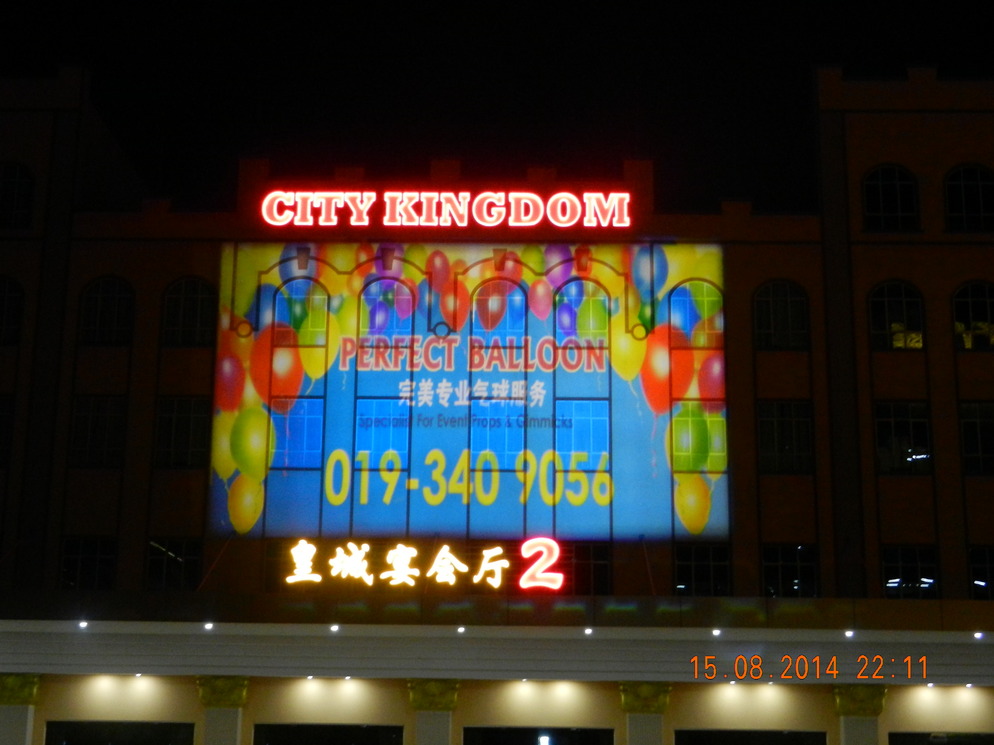 CITY KINGDOM
PERFECT BALLOON
完美专业气球服务
Specialist For Event Props & Gimmicks
019-340 9056
皇城宴会厅2
15.08.2014 22:11